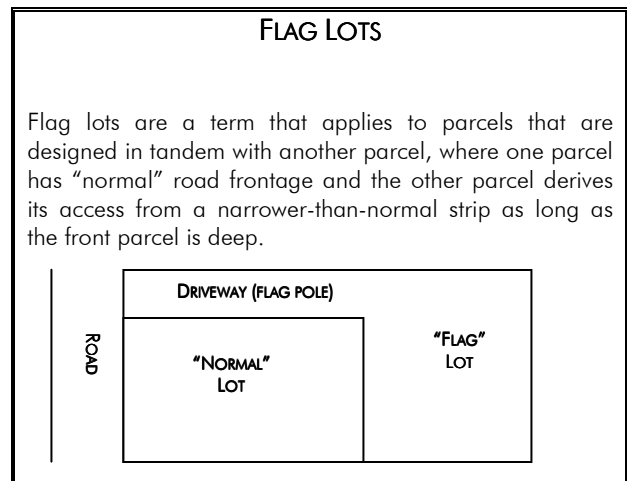 FLAG LOTS
Flag lots are a term that applies to parcels that are
designed in tandem with another parcel, where one parcel
has “normal” road frontage and the other parcel derives
its access from a narrower-than-normal strip as long as
the front parcel is deep.
DRIVEWAY (FLAG POLE)
ROAD
“NORMAL”
LOT
“FLAG”
LOT